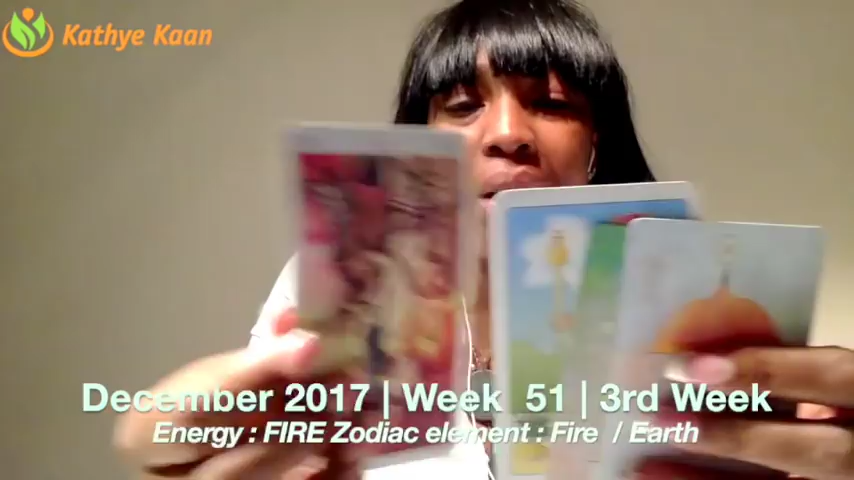 Kathye Kaan
December 2017 | Week 51 | 3rd Week
Energy : FIRE Zodiac element : Fire / Earth